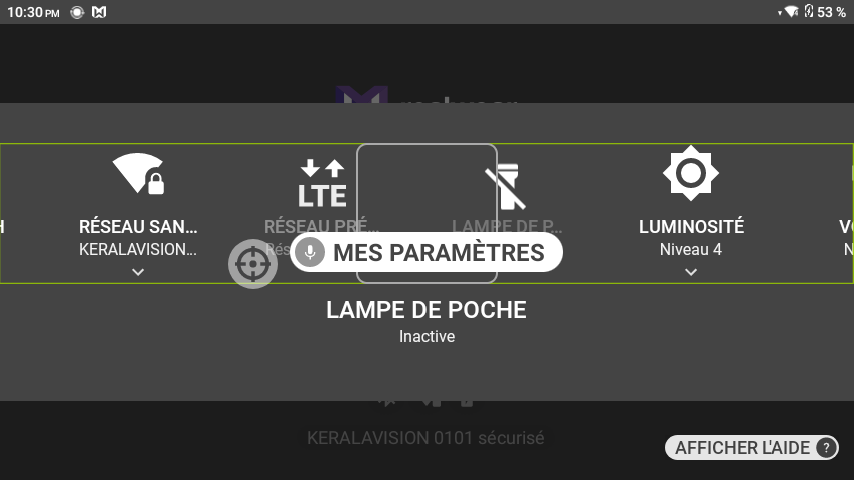 10:30 PM
53 %
LTE
RÉSEAU SAN...
RÉSEAU PRÉ...
LAMPE DE P...
LUMINOSITÉ
KERALAVISION...
Rés
Niveau 4
MES PARAMÈTRES
LAMPE DE POCHE
Inactive
KERALAVISION 0101 sécurisé
AFFICHER L'AIDE ?